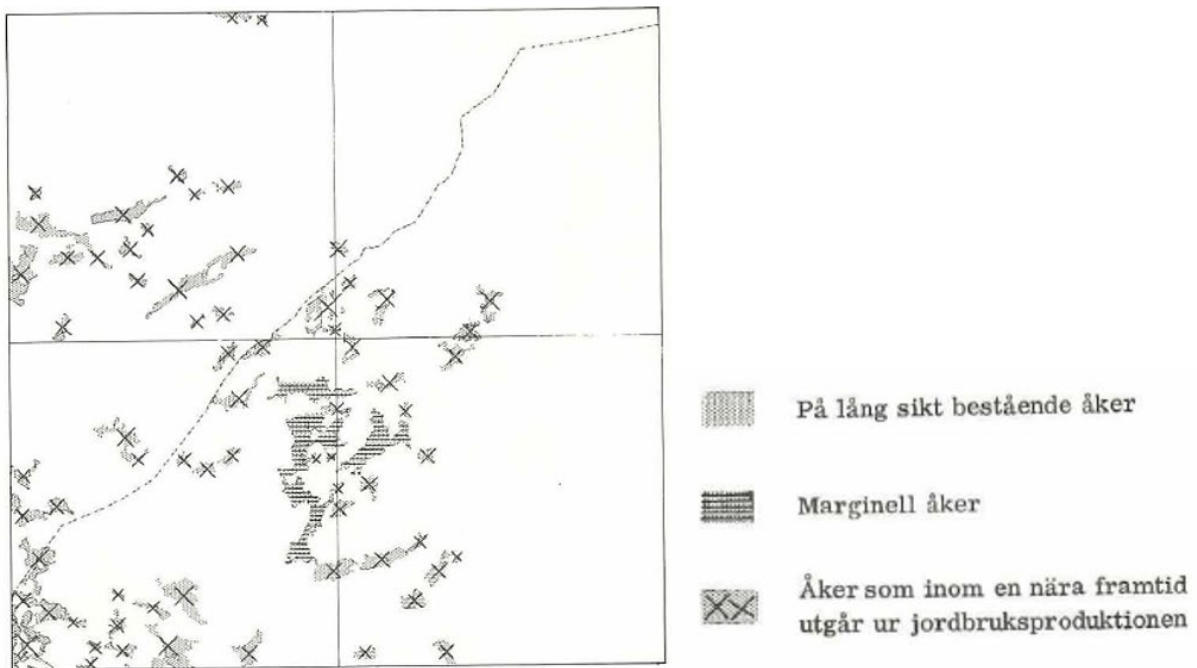 På lång sikt bestående åker
Marginell åker
Åker som inom en nära framtid
utgår ur jordbruksproduktionen